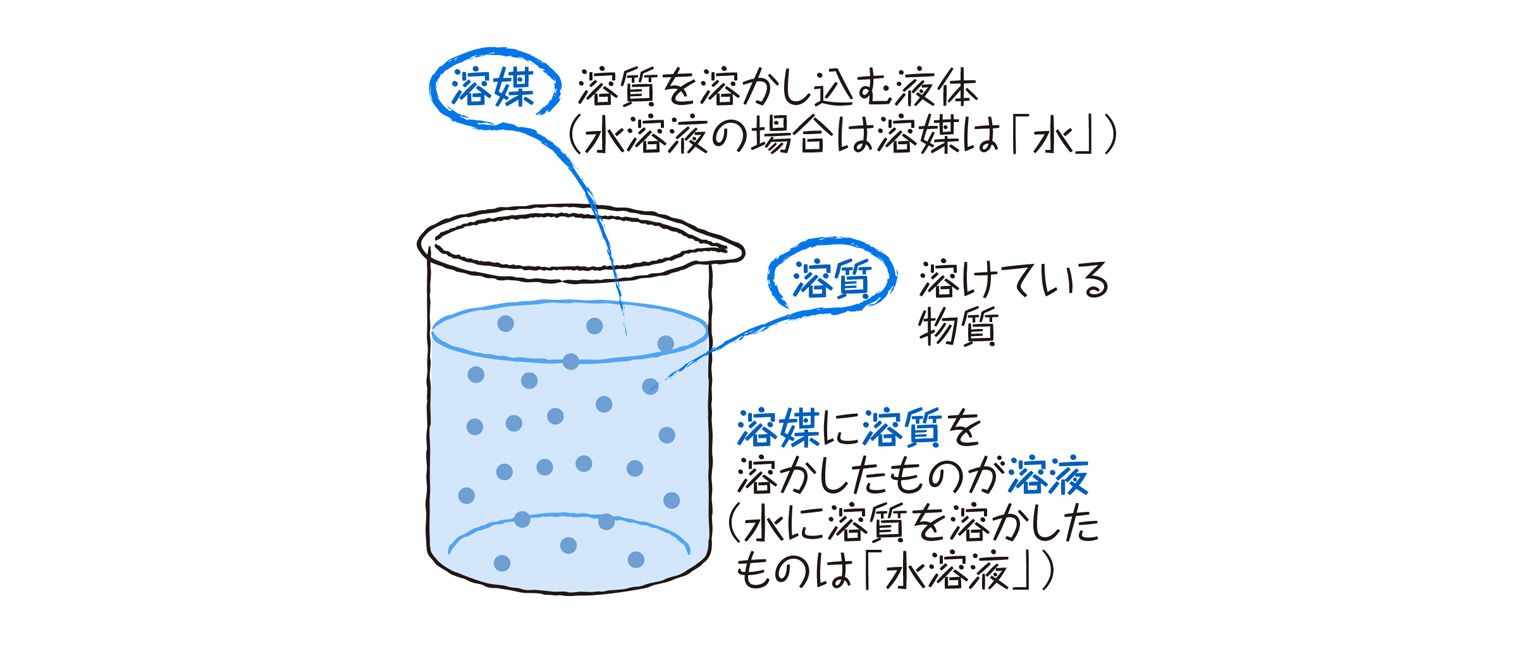 溶媒 溶質を溶かし込む液体
(水溶液の場合は溶媒は「水」)
溶質 溶けている
物質
溶媒に溶質を
溶かしたものが溶液
(水に溶質を溶かした
ものは「水溶液」)